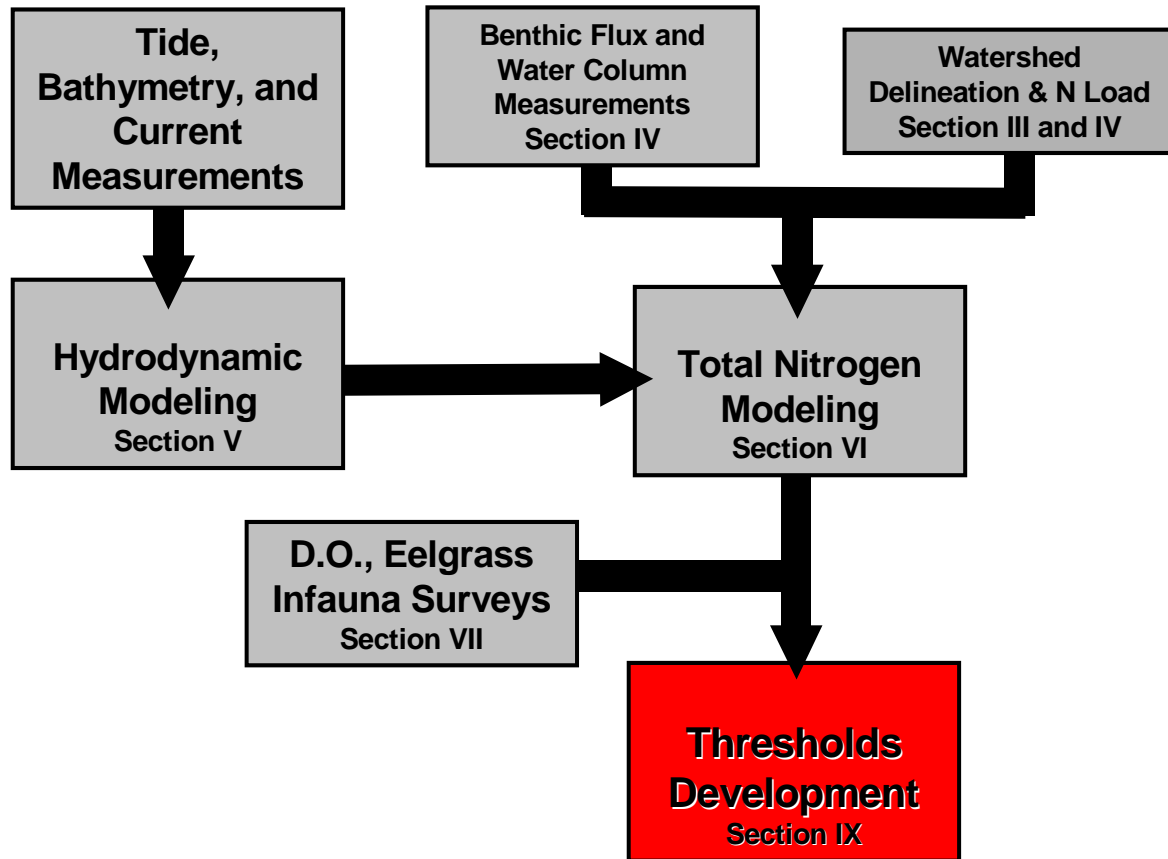 Tide,
Bathymetry, and
Current
Measurements
Benthic Flux and
Water Column
Measurements
Section IV
Watershed
Delineation & N Load
Section III and IV
Hydrodynamic
Modeling
Section V
Total Nitrogen
Modeling
Section VI
D.O., Eelgrass
Infauna Surveys
Section VII
Thresholds
Development
Section IX